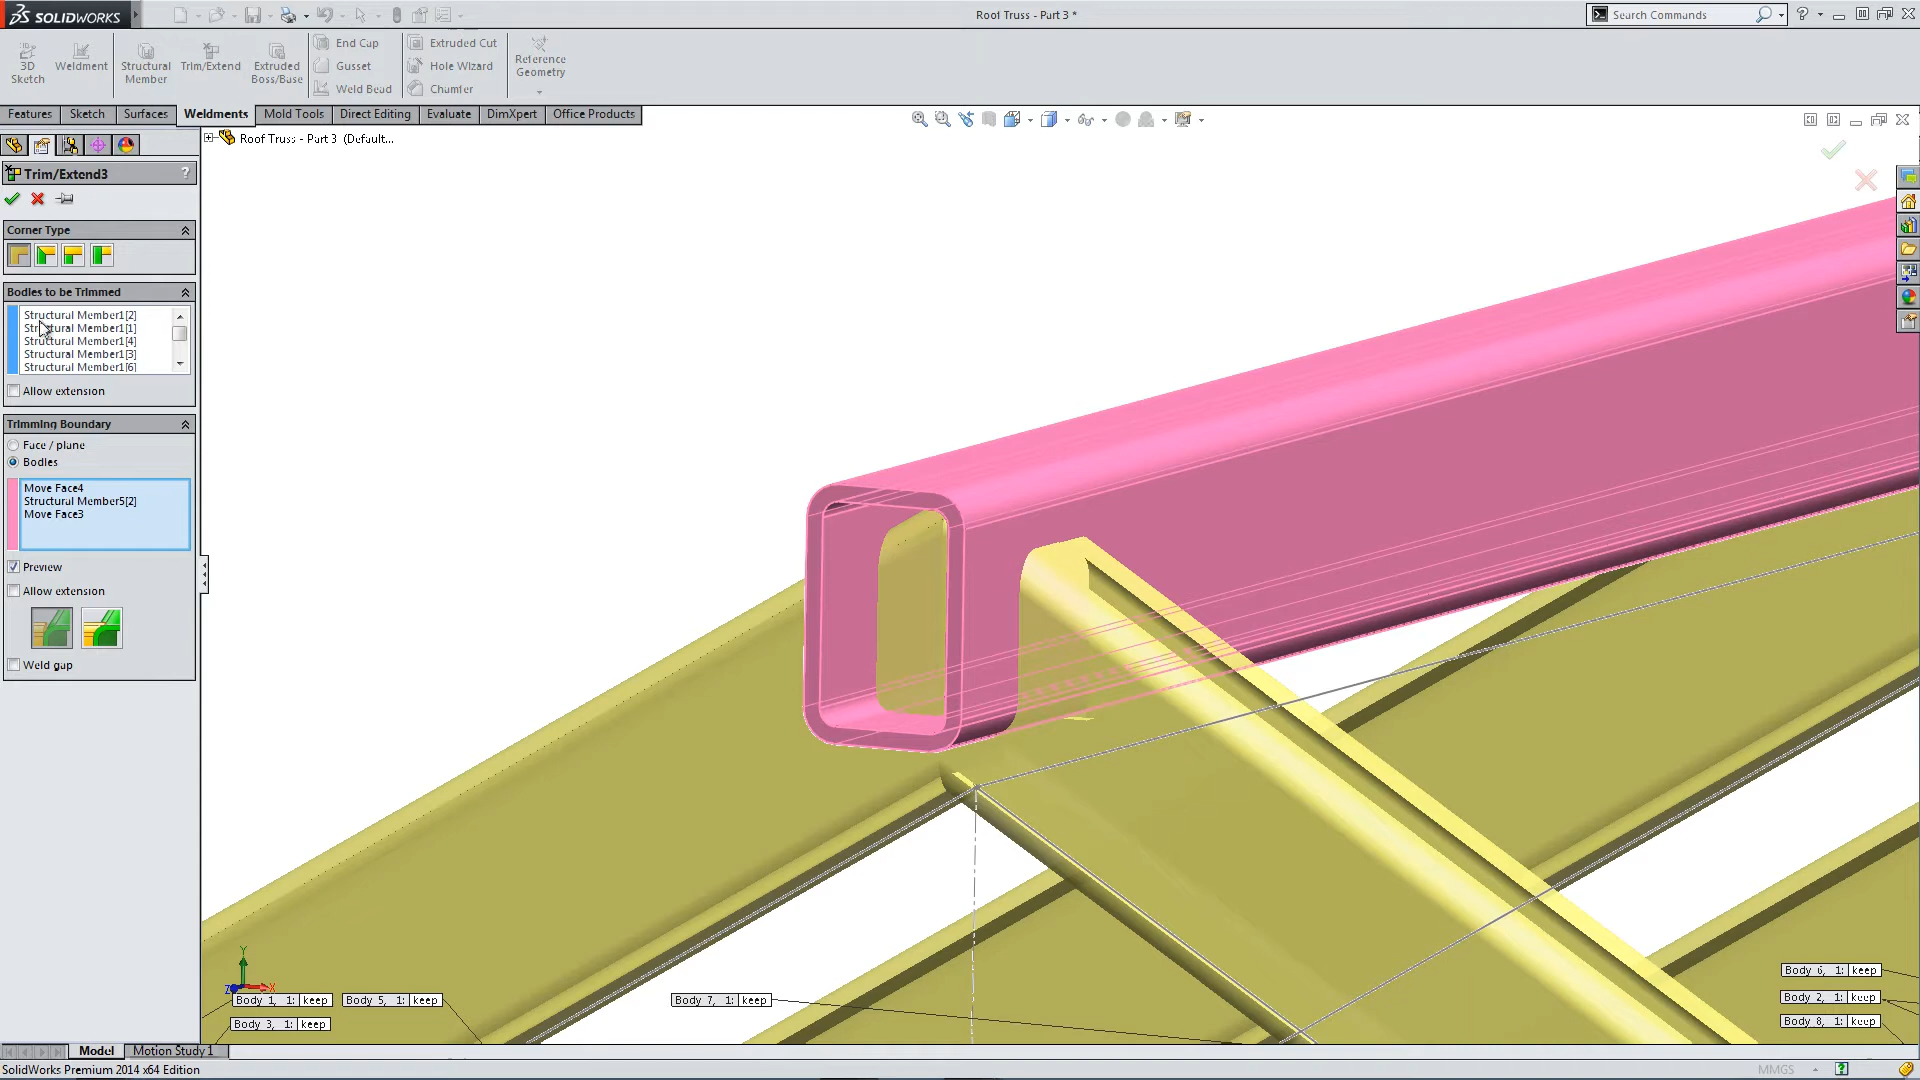 SOLIDWORKS
Roof Truss - Part 3 *
Search Commands
3D Sketch
Weldment
Structural Member
Trim/Extend
Extruded Boss/Base
End Cap
Gusset
Weld Bead
Extruded Cut
Hole Wizard
Chamfer
Reference Geometry
Features
Sketch
Surfaces
Weldments
Mold Tools
Direct Editing
Evaluate
DimXpert
Office Products
Roof Truss - Part 3 (Default...
Trim/Extend3
?
Corner Type
Bodies to be Trimmed
Structural Member1[2]
Structural Member1[1]
Structural Member1[4]
Structural Member1[3]
Structural Member1[6]
Allow extension
Trimming Boundary
Face / plane
Bodies
Move Face4
Structural Member5[2]
Move Face3
Preview
Allow extension
Weld gap
Y
X
Z
Body 1, 1: keep
Body 5, 1: keep
Body 3, 1: keep
Body 7, 1: keep
Body 6, 1: keep
Body 2, 1: keep
Body 8, 1: keep
Model
Motion Study 1
SolidWorks Premium 2014 x64 Edition
MMGS